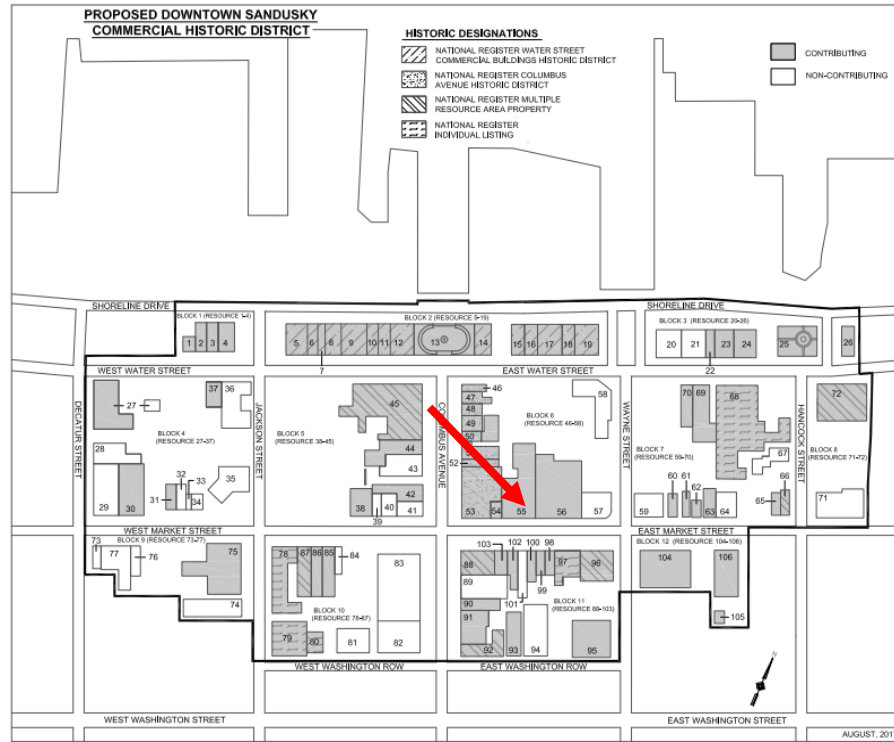 PROPOSED DOWNTOWN SANDUSKY
COMMERCIAL HISTORIC DISTRICT
HISTORIC DESIGNATIONS
NATIONAL REGISTER WATER STREET
COMMERCIAL BUILDINGS HISTORIC DISTRICT
NATIONAL REGISTER COLUMBUS
AVENUE HISTORIC DISTRICT
NATIONAL REGISTER MULTIPLE
RESOURCE AREA PROPERTY
NATIONAL REGISTER
INDIVIDUAL LISTING
CONTRIBUTING
NON-CONTRIBUTING
SHORELINE DRIVE
SHORELINE DRIVE
BLOCK 1 (RESOURCE 1-4)
BLOCK 2 (RESOURCE 5-19)
BLOCK 3 (RESOURCE 20-26)
1 2 3 4
5 6 8 9 10 11 12 13 14
15 16 17 18 19
20 21 23 24 25 26
7
22
WEST WATER STREET
EAST WATER STREET
DECATUR STREET
JACKSON STREET
COLUMBUS AVENUE
WAYNE STREET
HANCOCK STREET
27
37
36
BLOCK 4
(RESOURCE 27-37)
28
29
30
31
32
33
34
35
BLOCK 5
(RESOURCE 38-45)
45
44
43
42
38
39
40
41
46
47
48
49
50
52
53
54
55
56
57
58
BLOCK 6
(RESOURCE 46-58)
70
69
68
67
BLOCK 7
(RESOURCE 59-70)
59
60
61
62
63
64
65
66
72
BLOCK 8
(RESOURCE 71-72)
71
WEST MARKET STREET
EAST MARKET STREET
BLOCK 9 (RESOURCE 73-77)
73
77
76
75
74
78
87
86
85
84
83
BLOCK 10
(RESOURCE 78-87)
79
80
81
82
103
102
100
98
88
89
101
99
97
96
90
91
92
93
94
95
BLOCK 11
(RESOURCE 88-103)
BLOCK 12 (RESOURCE 104-106)
104
106
105
WEST WASHINGTON ROW
EAST WASHINGTON ROW
WEST WASHINGTON STREET
EAST WASHINGTON STREET